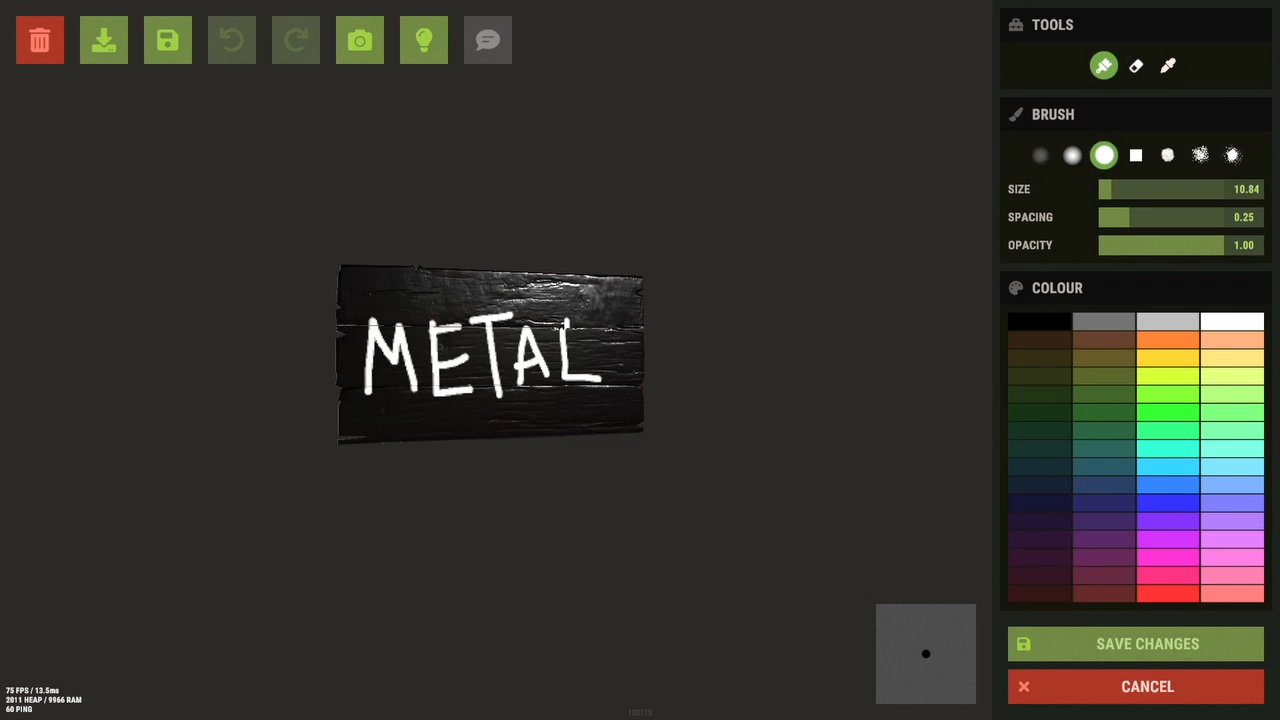 TOOLS
BRUSH
SIZE 10.84
SPACING 0.25
OPACITY 1.00
COLOUR
METAL
SAVE CHANGES
CANCEL
75 FPS / 13.5ms
2011 HEAP / 9966 RAM
60 PING